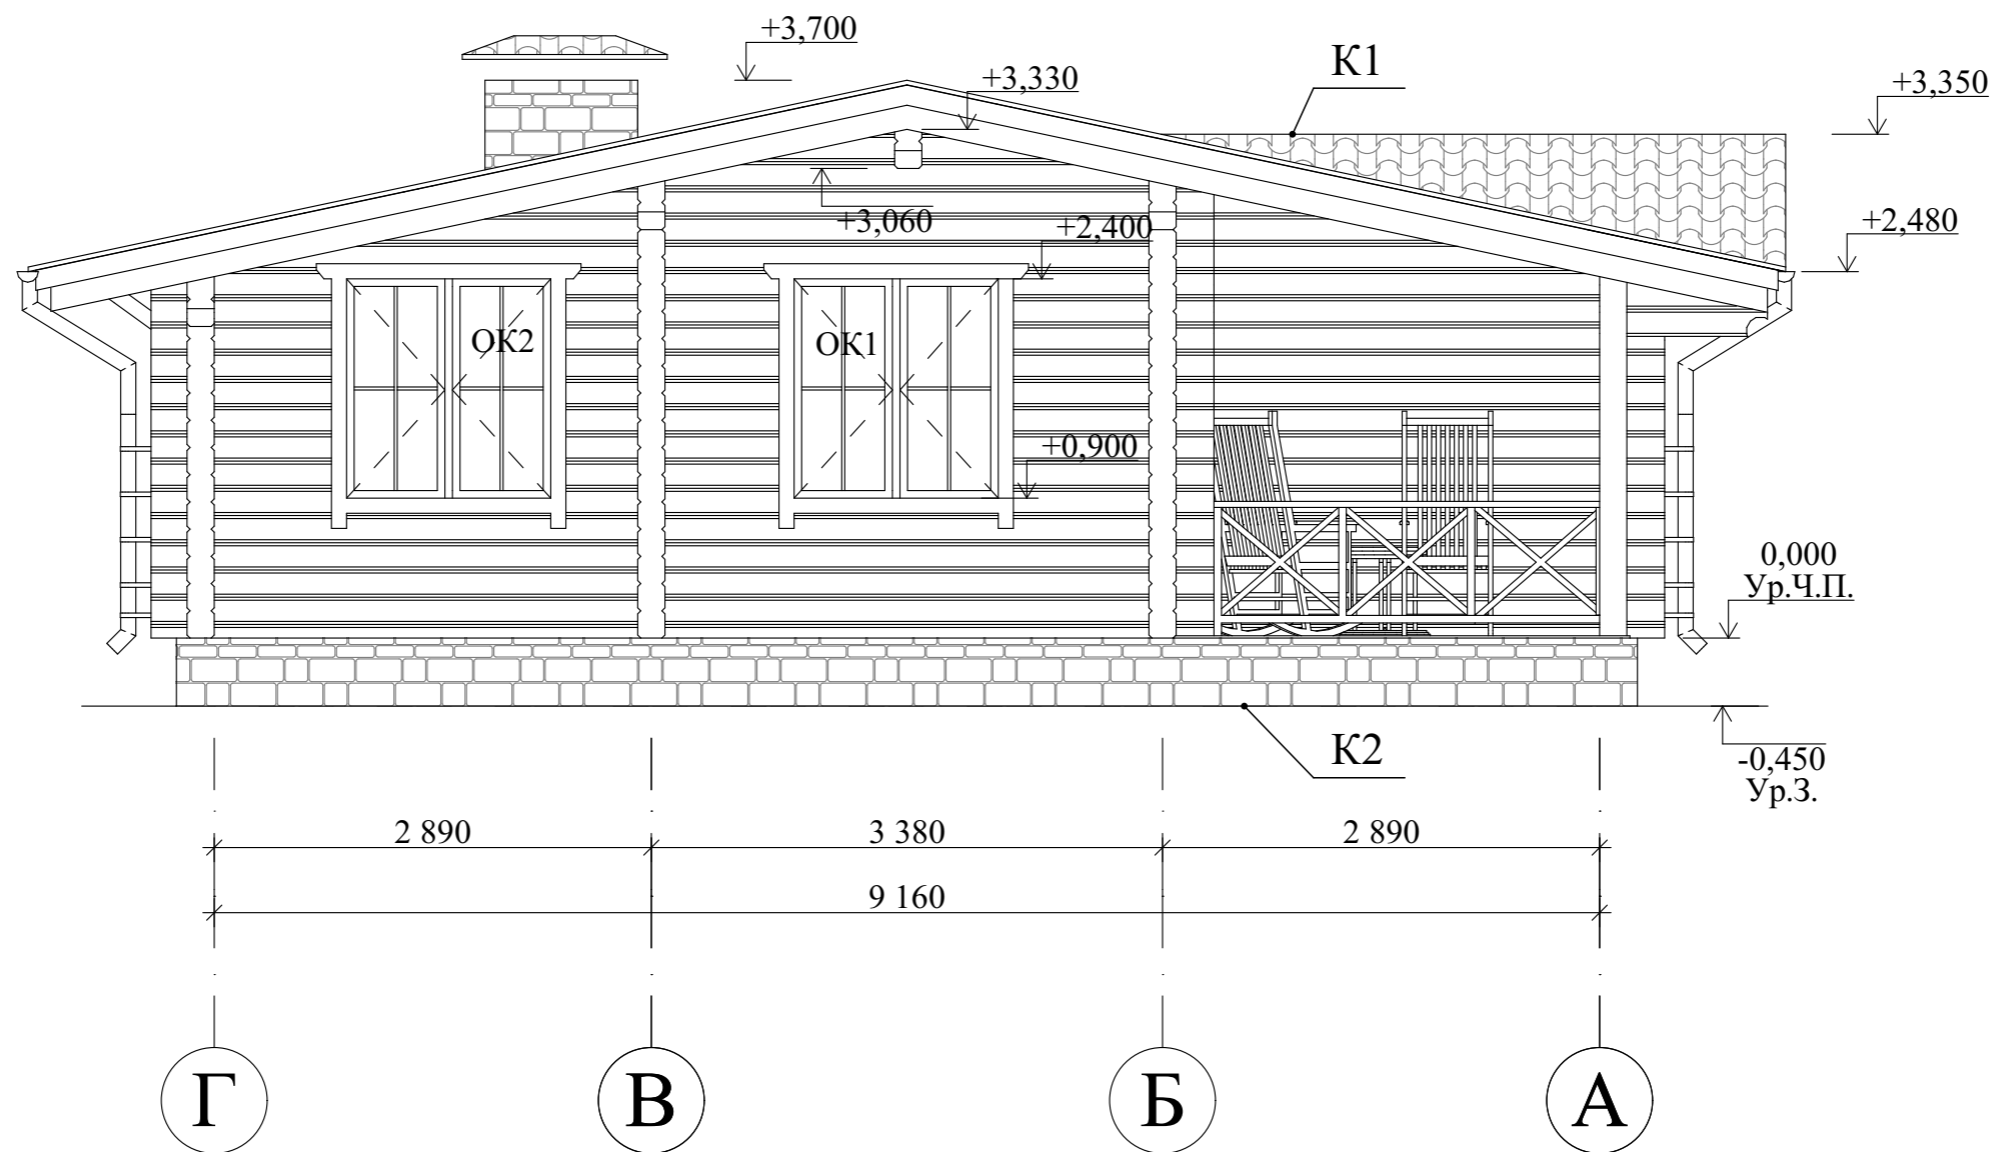 +3,700
+3,330
К1
+3,350
+3,060
+2,400
+2,480
ОК2
ОК1
+0,900
0,000
Ур.Ч.П.
К2
-0,450
Ур.З.
2 890
3 380
2 890
9 160
Г
В
Б
А